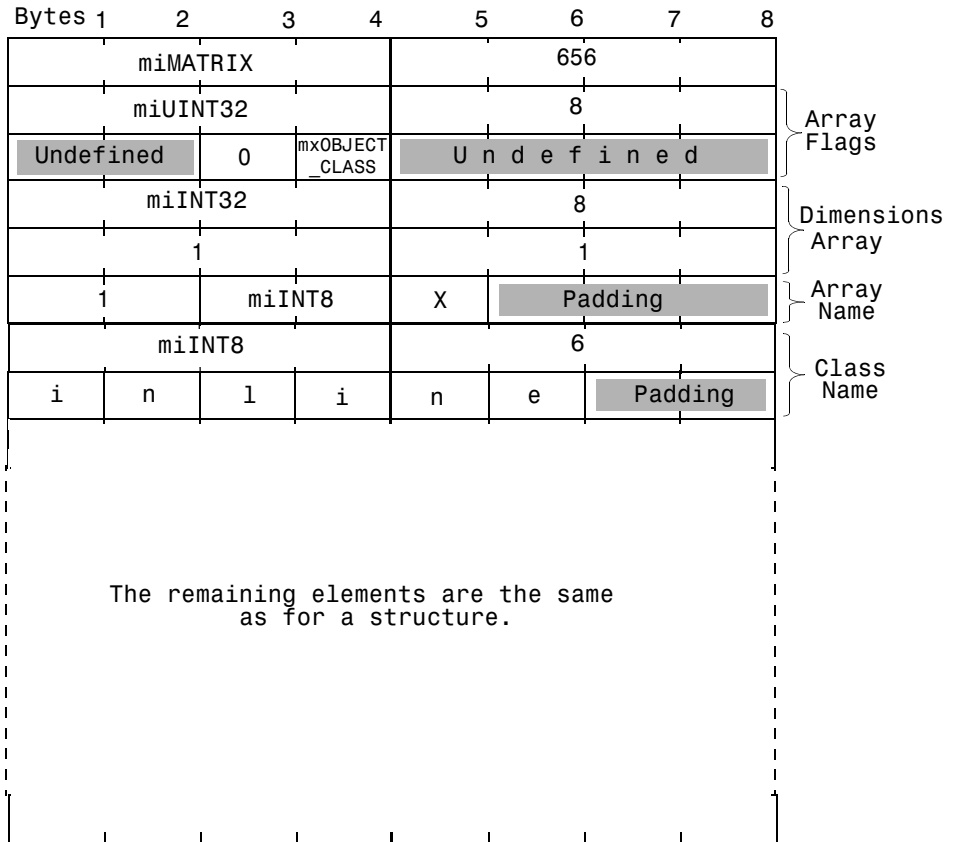 Bytes 1 2 3 4 5 6 7 8
miMATRIX 656
miUINT32 8
Array
Flags
Undefined 0 mxOBJECT
_CLASS
U n d e f i n e d
miINT32 8
Dimensions
Array
1 1
1 miINT8 X Padding
Array
Name
miINT8 6
Class
Name
i n l i n e Padding
The remaining elements are the same
as for a structure.